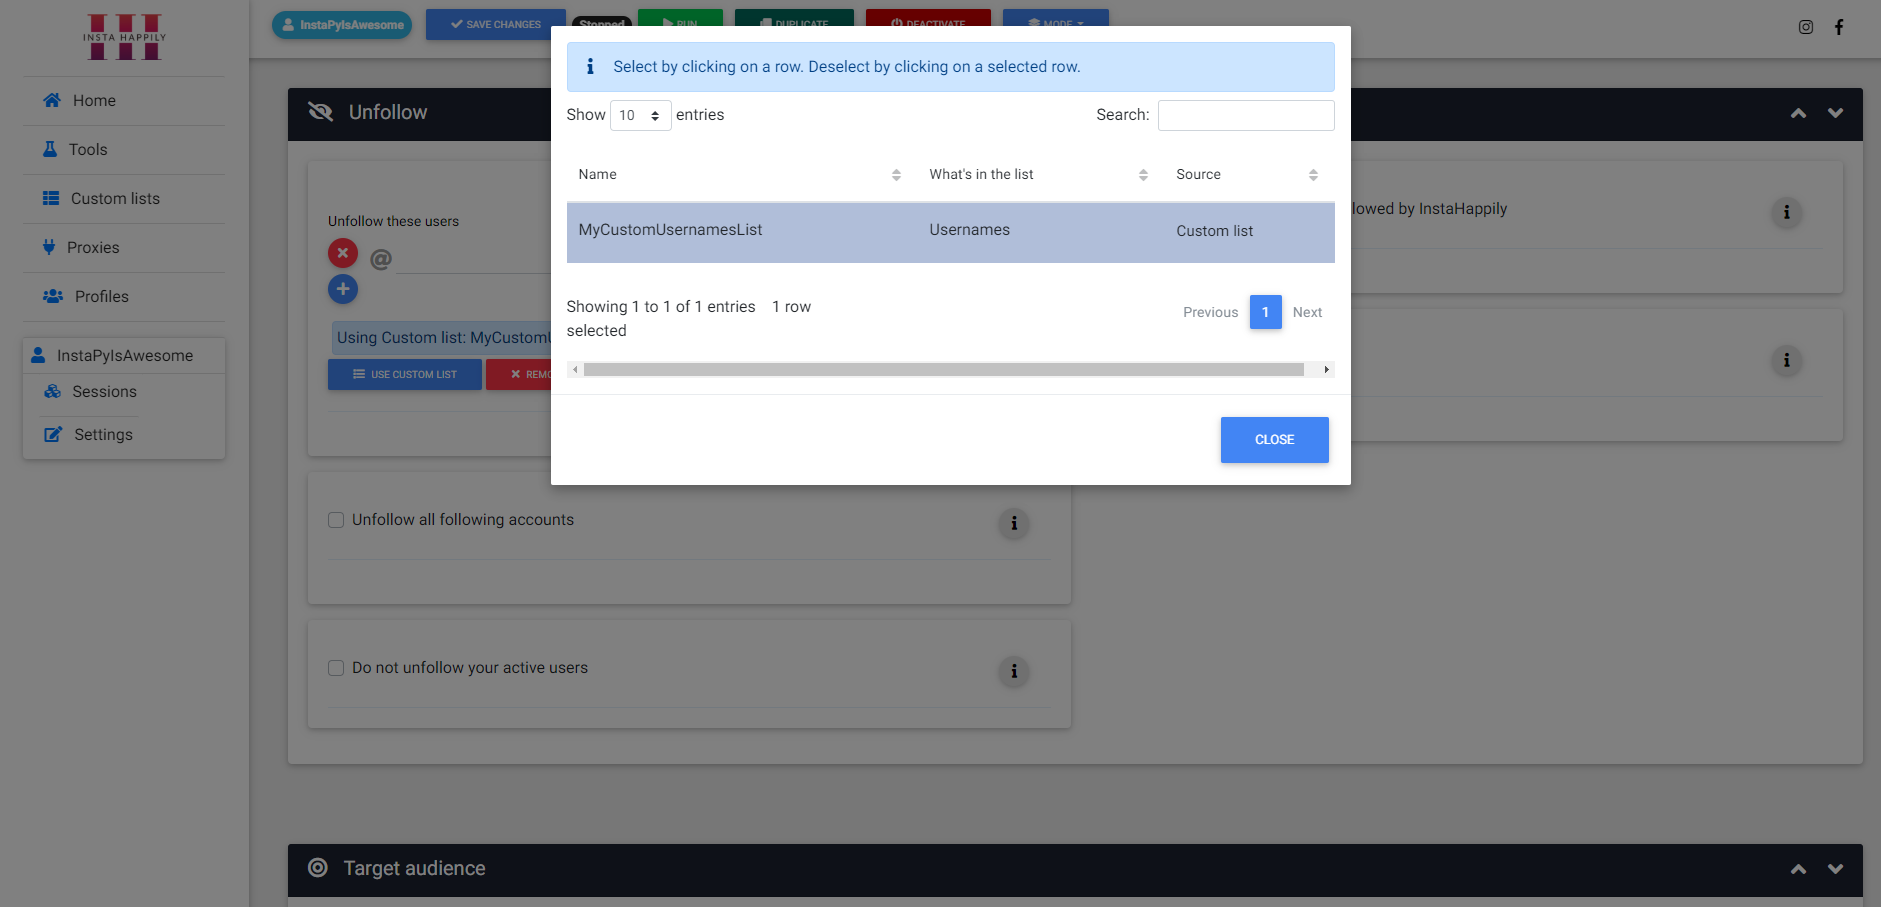 INSTA HAPPILY
InstaPyIsAwesome
SAVE CHANGES
Stopped
RUN
DUPLICATE
DEACTIVATE
MODE
Home
Tools
Custom lists
Proxies
Profiles
InstaPyIsAwesome
Sessions
Settings
Unfollow
Unfollow these users
@
Using Custom list:
USE CUSTOM LIST
lowed by InstaHappily
Select by clicking on a row. Deselect by clicking on a selected row.
Show 10 entries
Search:
Name What's in the list Source
MyCustomUsernamesList Usernames Custom list
Showing 1 to 1 of 1 entries 1 row
selected
Previous 1 Next
CLOSE
Unfollow all following accounts
Do not unfollow your active users
Target audience